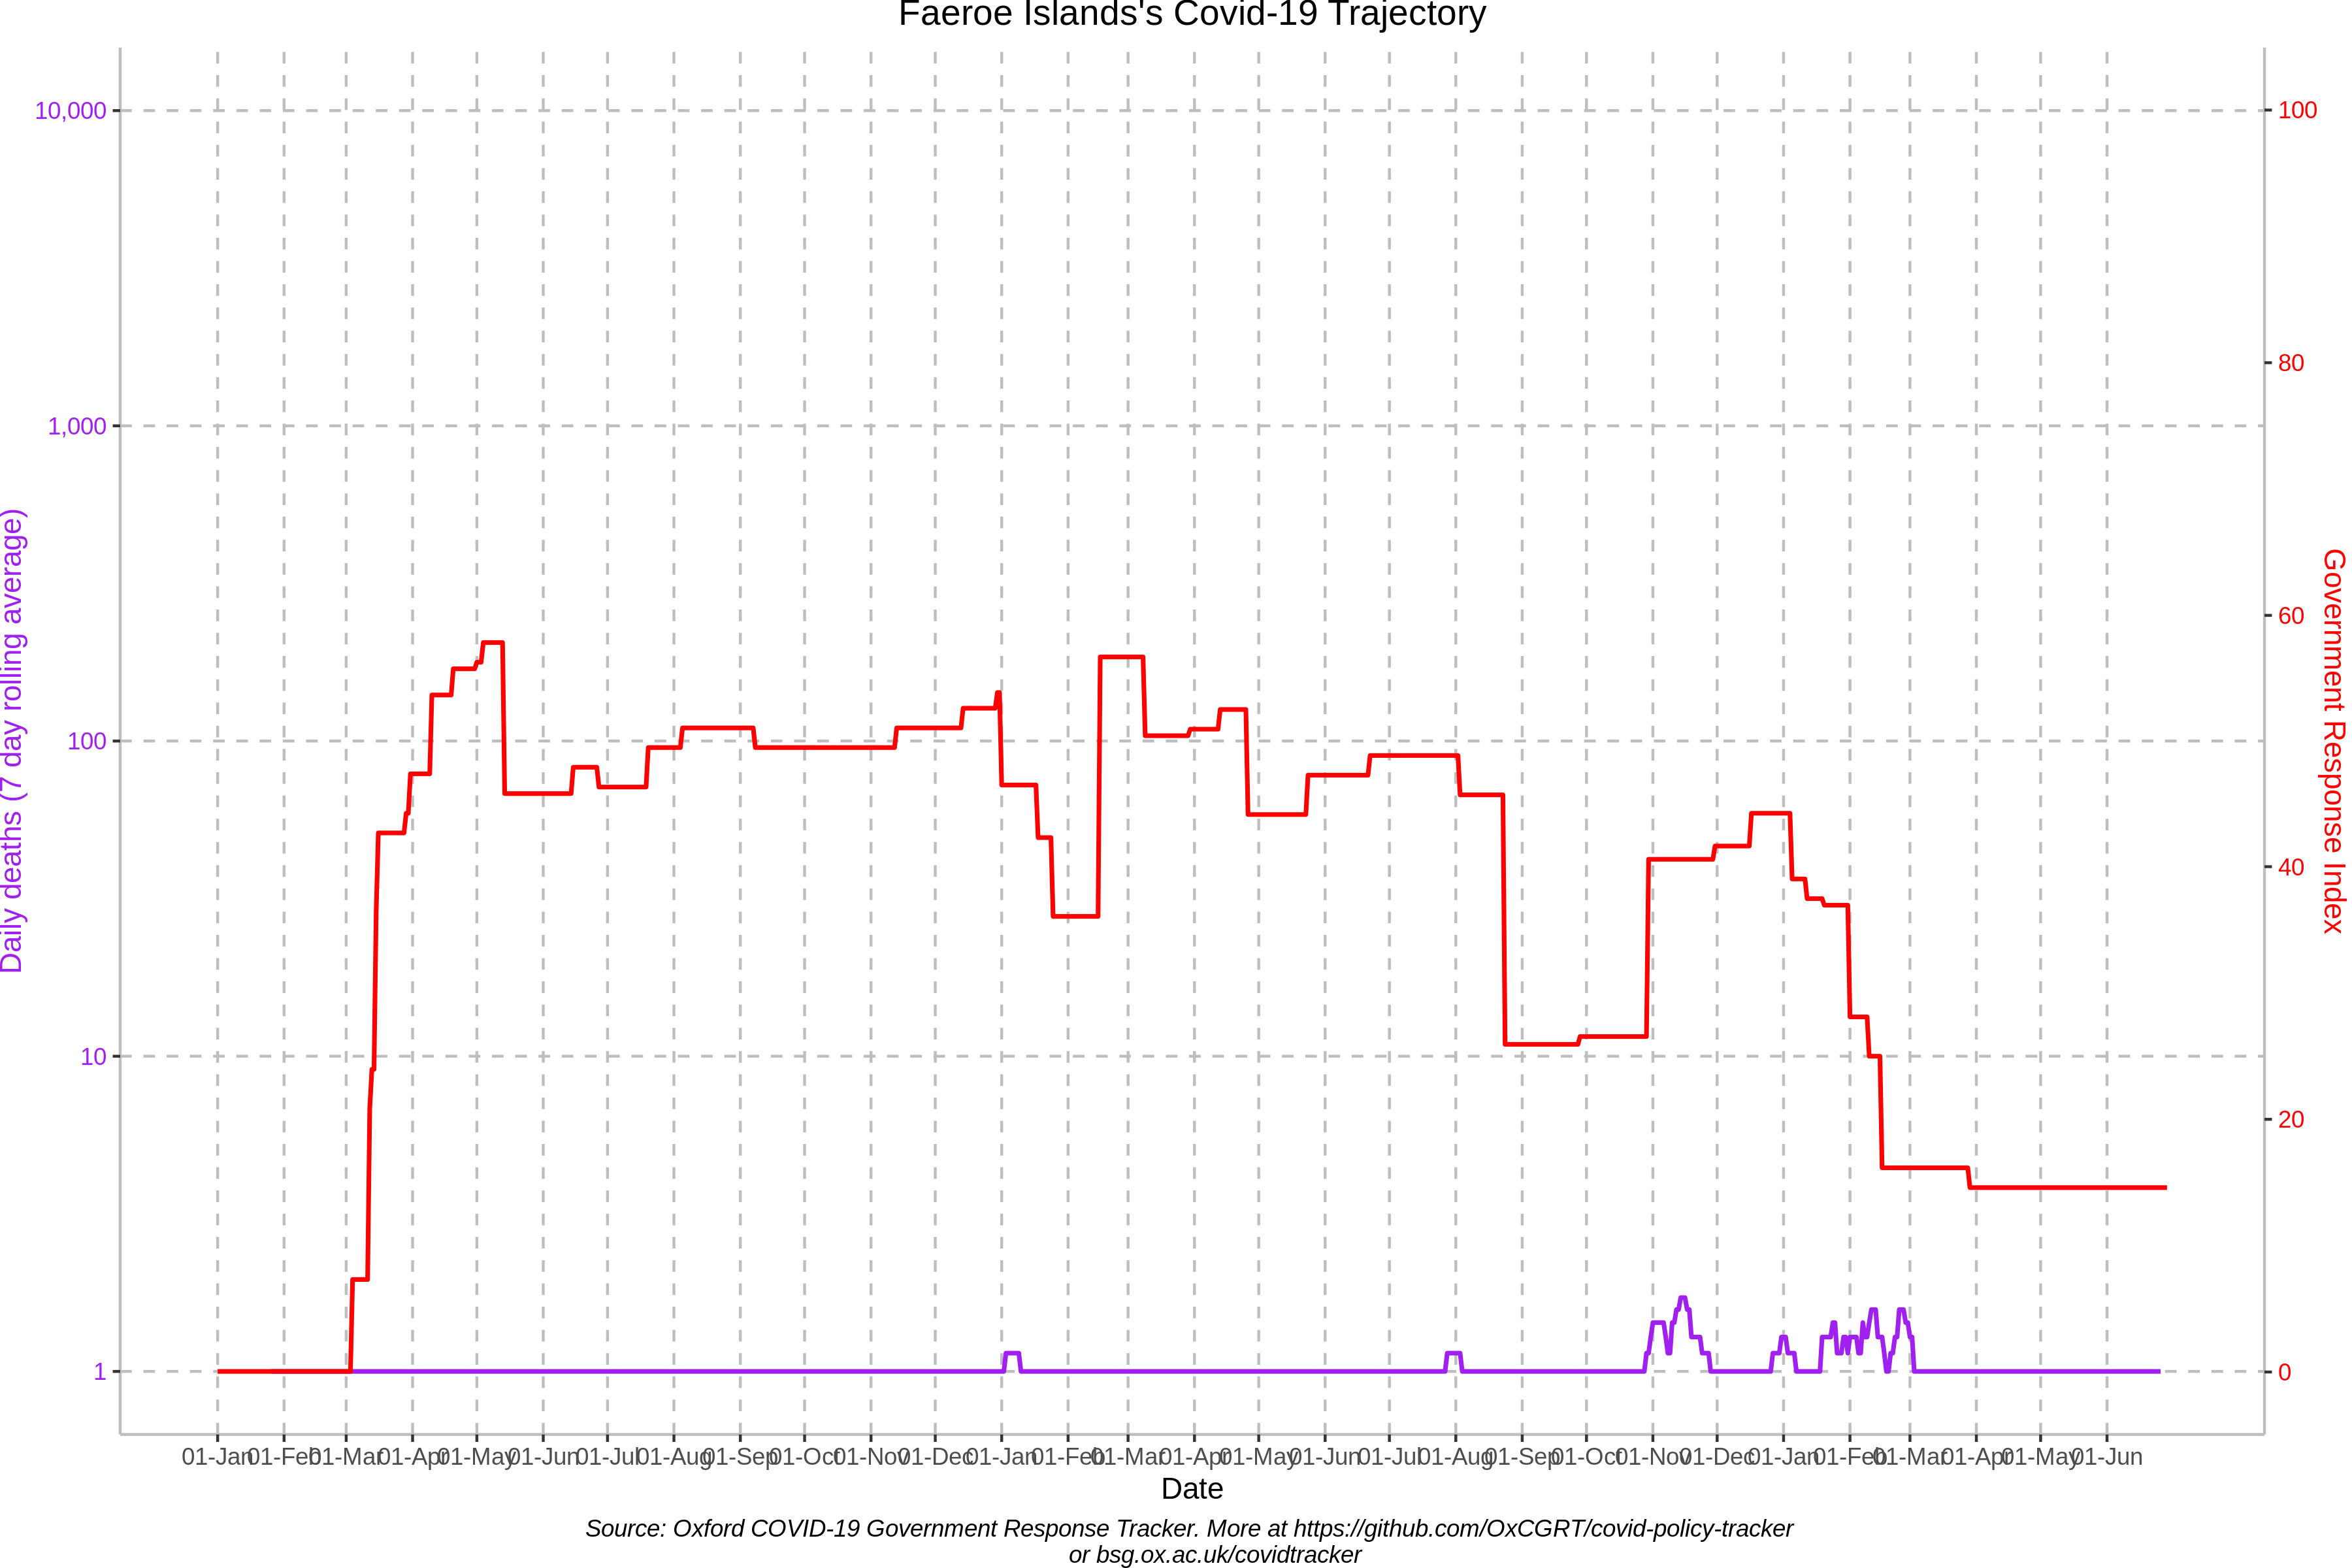 Faeroe Islands's Covid-19 Trajectory
10,000
1,000
100
10
1
Daily deaths (7 day rolling average)
100
80
60
40
20
0
Government Response Index
01-Jan 01-Feb 01-Mar 01-Apr 01-May 01-Jun 01-Jul 01-Aug 01-Sep 01-Oct 01-Nov 01-Dec 01-Jan 01-Feb 01-Mar 01-Apr 01-May 01-Jun 01-Jul 01-Aug 01-Sep 01-Oct 01-Nov 01-Dec 01-Jan 01-Feb 01-Mar 01-Apr 01-May 01-Jun
Date
Source: Oxford COVID-19 Government Response Tracker. More at https://github.com/OxCGRT/covid-policy-tracker
or bsg.ox.ac.uk/covidtracker